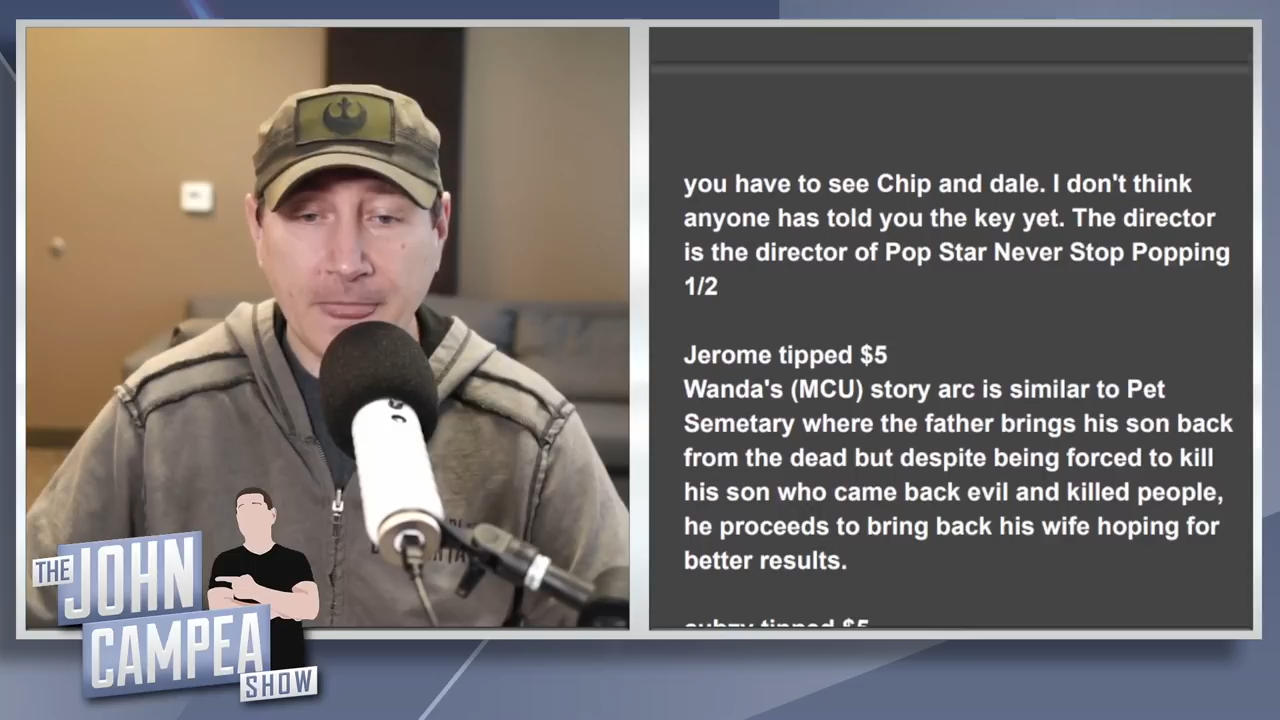 you have to see Chip and dale. I don't think
anyone has told you the key yet. The director
is the director of Pop Star Never Stop Popping
1/2
Jerome tipped $5
Wanda's (MCU) story arc is similar to Pet
Semetary where the father brings his son back
from the dead but despite being forced to kill
his son who came back evil and killed people,
he proceeds to bring back his wife hoping for
better results.
tipped $5
THE
JOHN
CAMPEA
SHOW